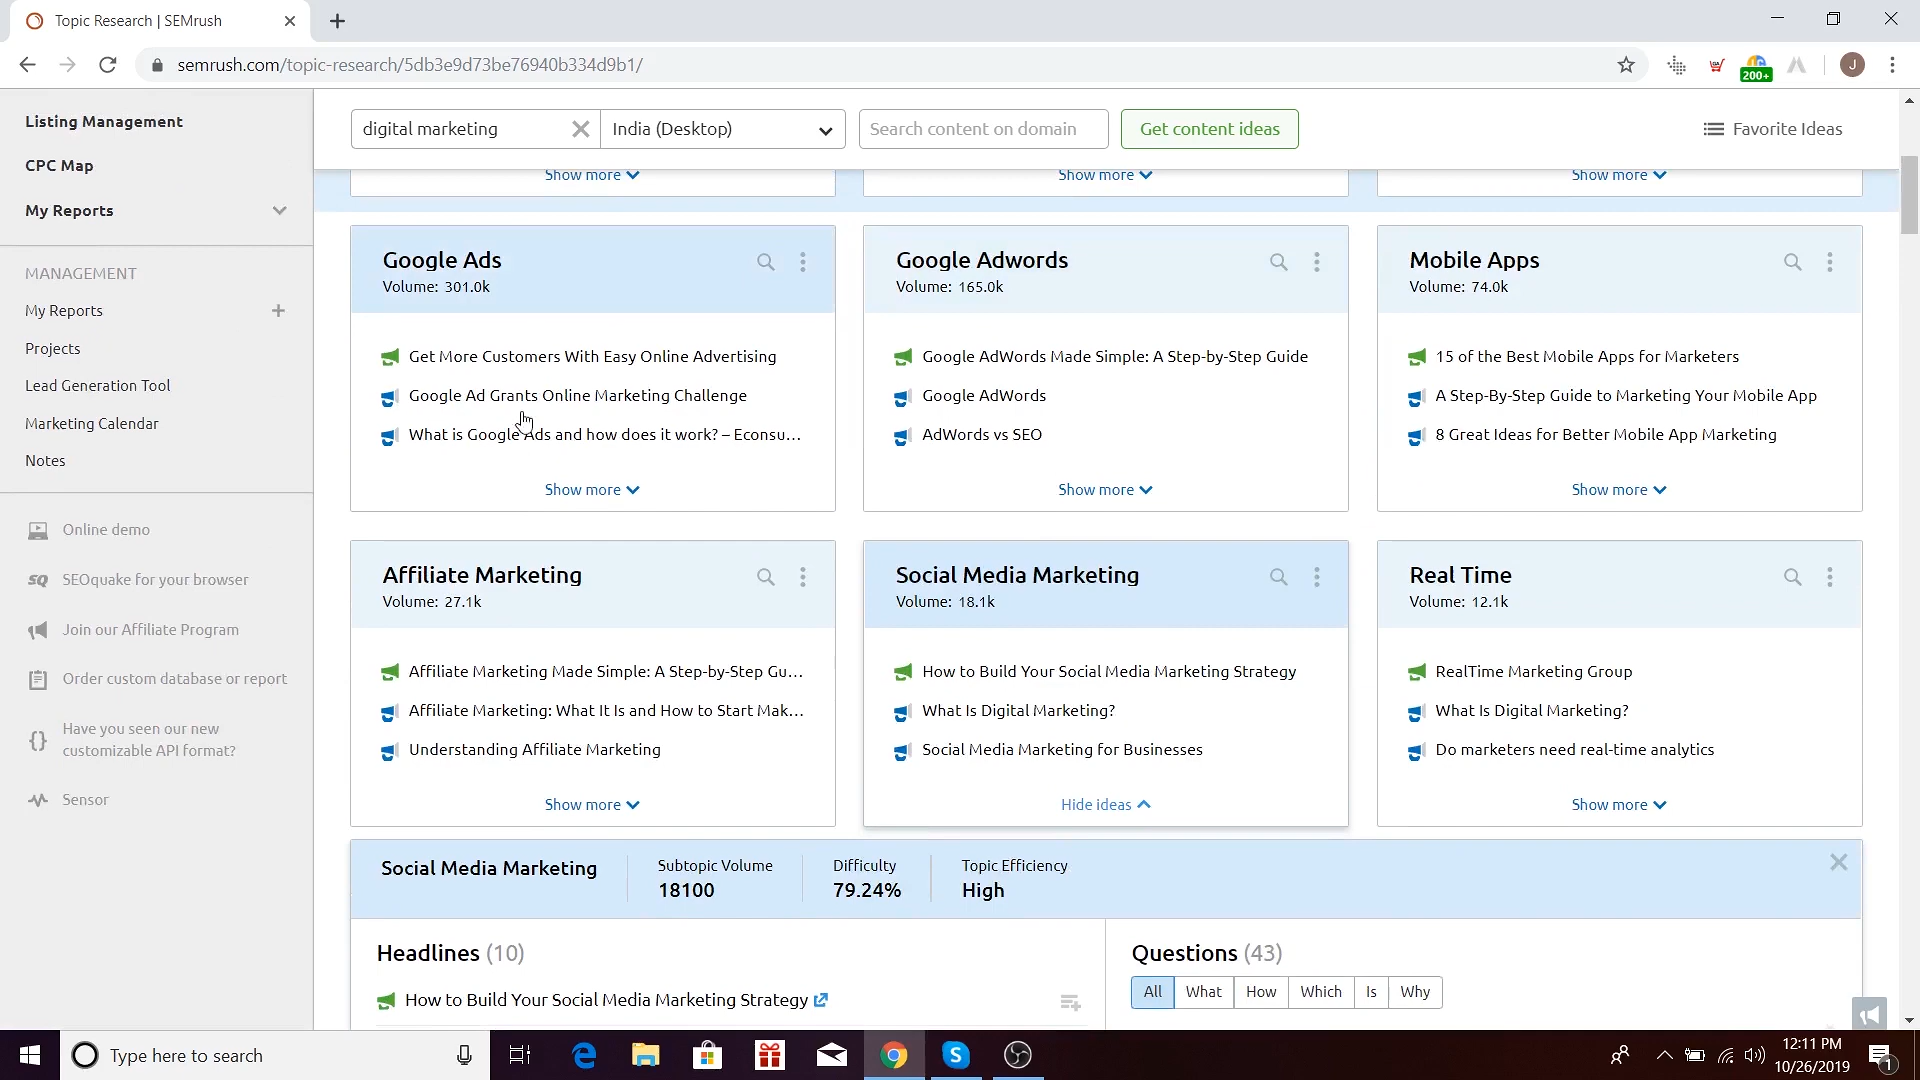 Topic Research | SEMrush
semrush.com/topic-research/5db3e9d73be76940b334d9b1/
200+
J
Listing Management
CPC Map
My Reports
MANAGEMENT
My Reports
Projects
Lead Generation Tool
Marketing Calendar
Notes
Online demo
SQ SEOquake for your browser
Join our Affiliate Program
Order custom database or report
{} Have you seen our new
customizable API format?
Sensor
digital marketing
India (Desktop)
Search content on domain
Get content ideas
Favorite Ideas
Show more
Show more
Show more
Google Ads
Volume: 301.0k
Get More Customers With Easy Online Advertising
Google Ad Grants Online Marketing Challenge
What is Google Ads and how does it work? – Econsu...
Show more
Google Adwords
Volume: 165.0k
Google AdWords Made Simple: A Step-by-Step Guide
Google AdWords
AdWords vs SEO
Show more
Mobile Apps
Volume: 74.0k
15 of the Best Mobile Apps for Marketers
A Step-By-Step Guide to Marketing Your Mobile App
8 Great Ideas for Better Mobile App Marketing
Show more
Affiliate Marketing
Volume: 27.1k
Affiliate Marketing Made Simple: A Step-by-Step Gu...
Affiliate Marketing: What It Is and How to Start Mak...
Understanding Affiliate Marketing
Show more
Social Media Marketing
Volume: 18.1k
How to Build Your Social Media Marketing Strategy
What Is Digital Marketing?
Social Media Marketing for Businesses
Hide ideas
Real Time
Volume: 12.1k
RealTime Marketing Group
What Is Digital Marketing?
Do marketers need real-time analytics
Show more
Social Media Marketing
Subtopic Volume
18100
Difficulty
79.24%
Topic Efficiency
High
Headlines (10)
How to Build Your Social Media Marketing Strategy
Questions (43)
All What How Which Is Why
Type here to search
12:11 PM
10/26/2019
1